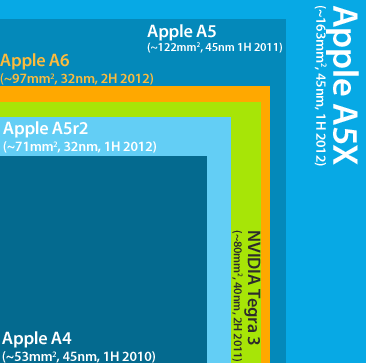 Apple A5
(~122mm², 45nm 1H 2011)
Apple A5X
(~163mm², 45nm, 1H 2012)
Apple A6
(~97mm², 32nm, 2H 2012)
Apple A5r2
(~71mm², 32nm, 1H 2012)
NVIDIA Tegra 3
(~80mm², 40nm, 2H 2011)
Apple A4
(~53mm², 45nm, 1H 2010)